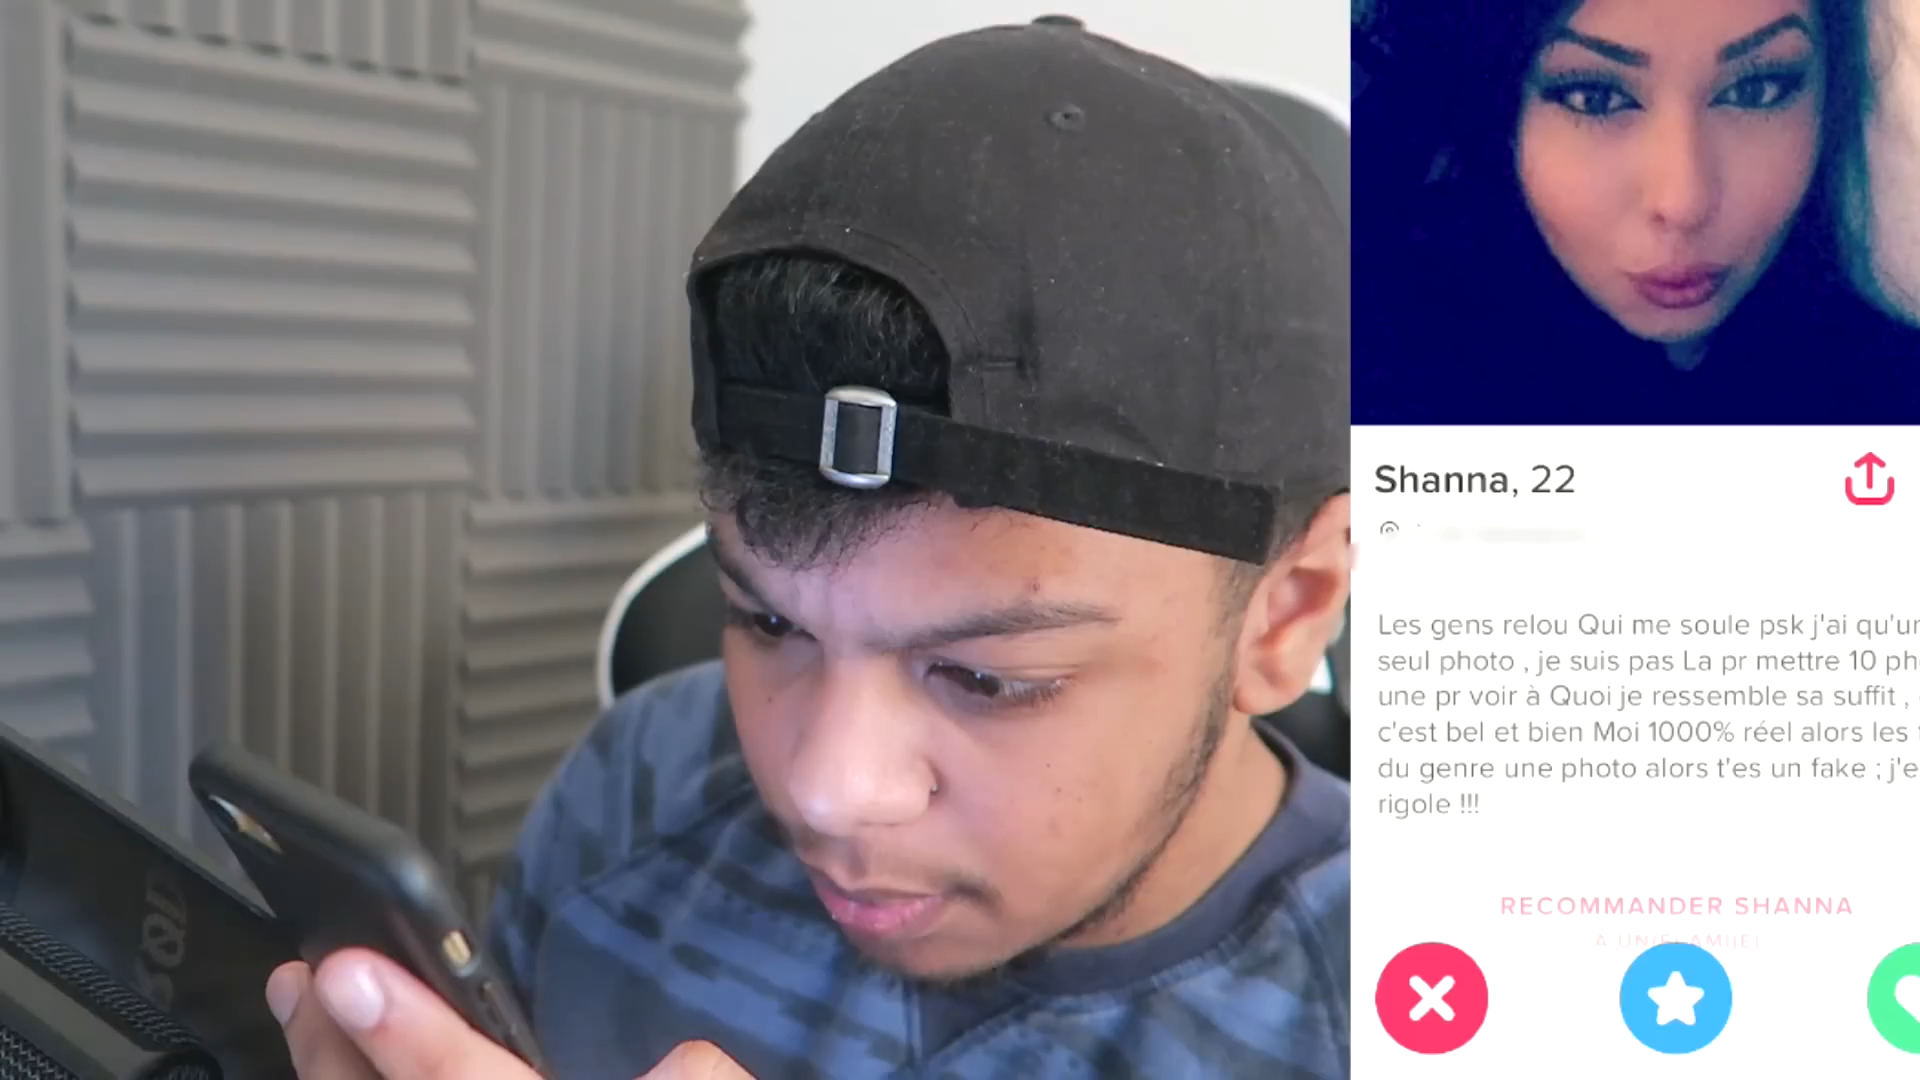 Shanna, 22
Les gens relou Qui me soule psk j'ai qu'un
seul photo , je suis pas La pr mettre 10 ph
une pr voir à Quoi je ressemble sa suffit ,
c'est bel et bien Moi 1000% réel alors les
du genre une photo alors t'es un fake ; j'e
rigole !!!
RECOMMANDER SHANNA
À UN(E) AMI(E)